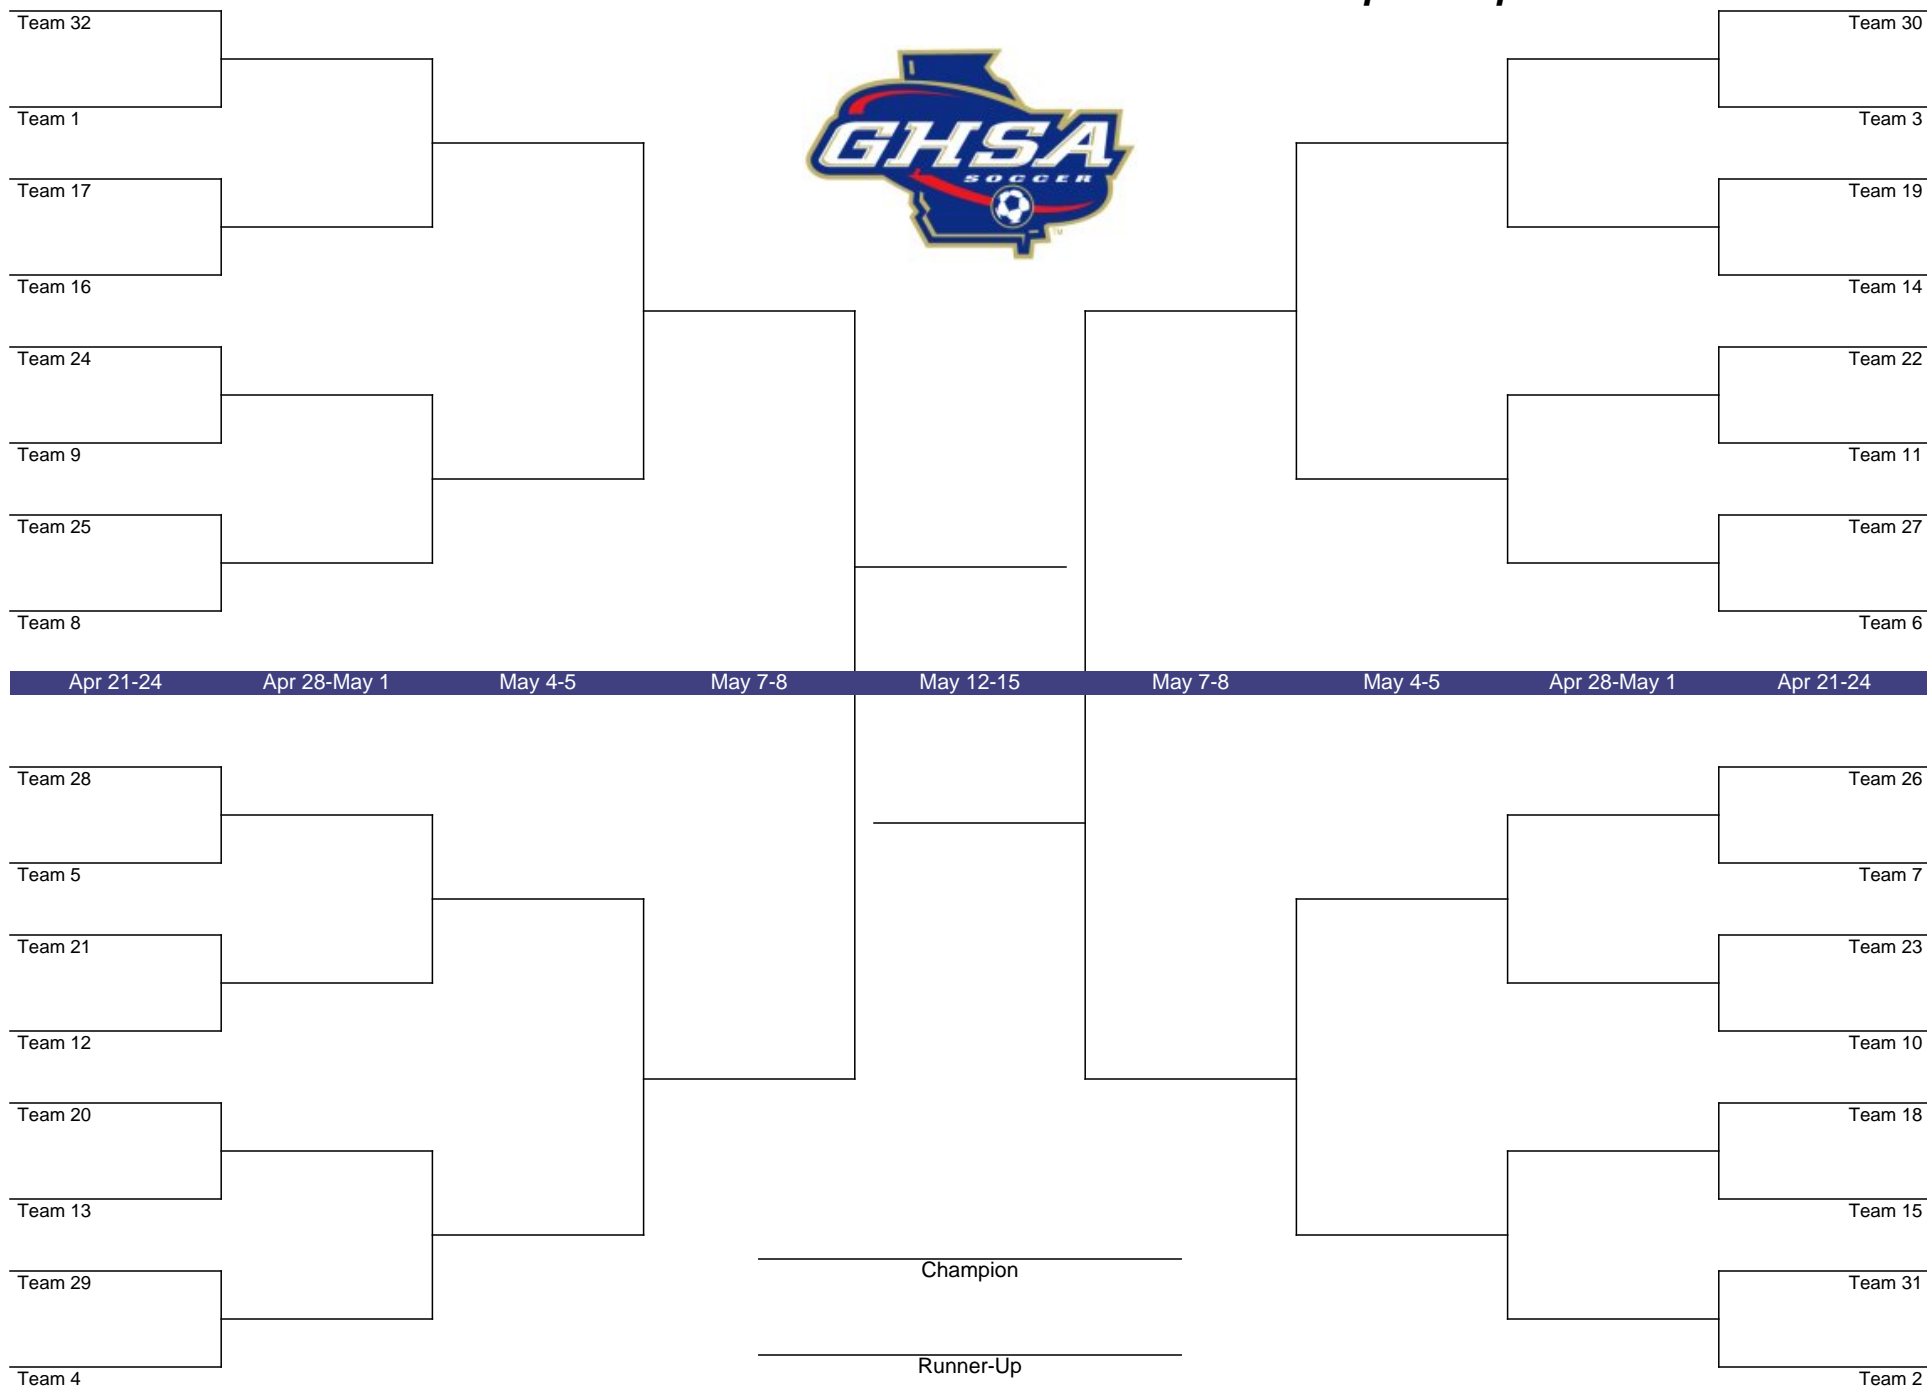 Team 32
Team 30
Team 1
Team 3
GHSA
SOCCER
TM
Team 17
Team 19
Team 16
Team 14
Team 24
Team 22
Team 9
Team 11
Team 25
Team 27
Team 8
Team 6
Apr 21-24 Apr 28-May 1 May 4-5 May 7-8 May 12-15 May 7-8 May 4-5 Apr 28-May 1 Apr 21-24
Team 28
Team 26
Team 5
Team 7
Team 21
Team 23
Team 12
Team 10
Team 20
Team 18
Team 13
Team 15
Champion
Team 29
Team 31
Runner-Up
Team 4
Team 2